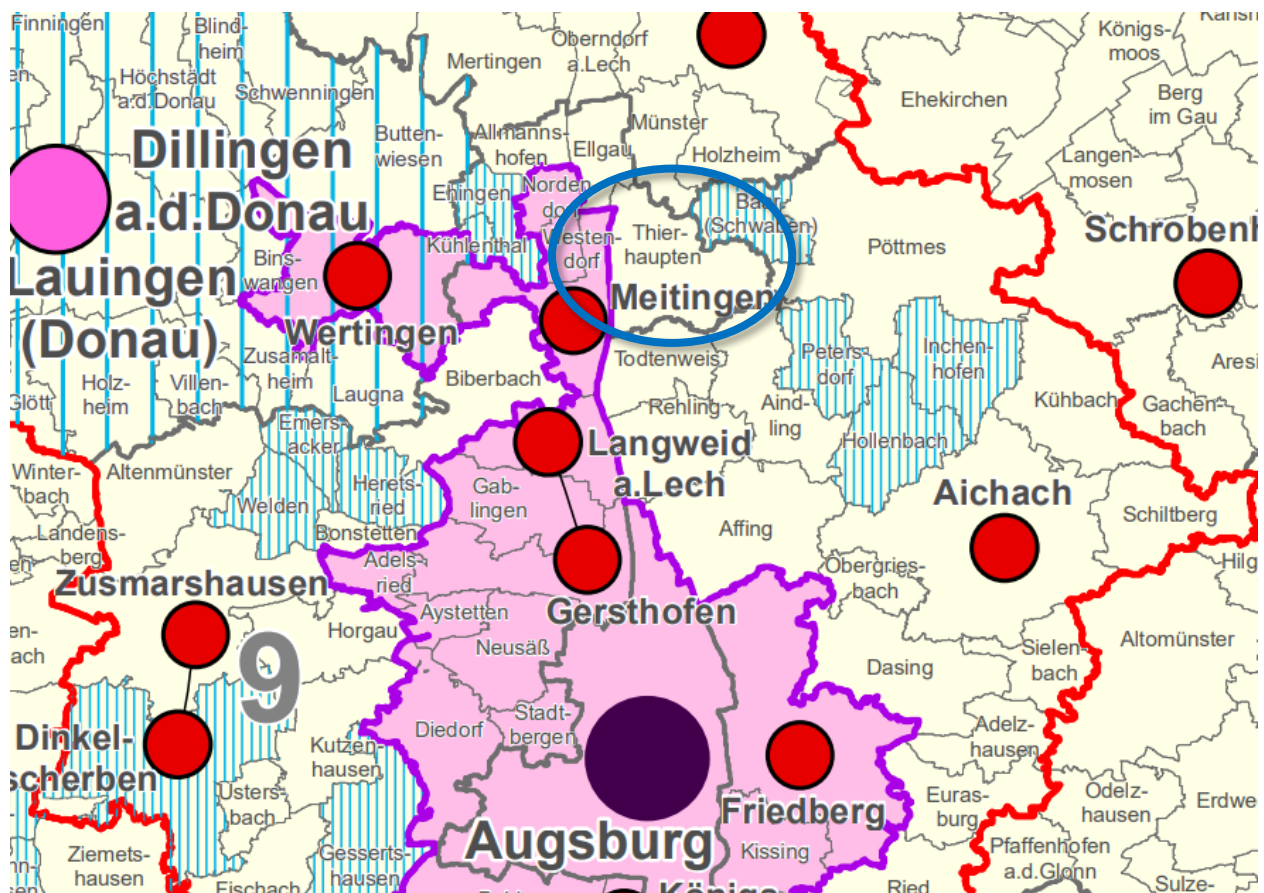 Finningen
Blind-
heim
Oberndorf
a.Lech
Königs-
moos
Mertingen
Höchstädt
a.d.Donau
Schwenningen
Ehekirchen
Berg
im Gau
Butten-
wiesen
Allmanns-
hofen
Münster
Ellgau
Holzheim
Langen-
mosen
Dillingen
a.d.Donau
Ehingen
Norden
dorf
Baar
(Schwaben)
Lauingen
(Donau)
Bins-
wangen
Kühlenthal
Westen-
dorf
Thier-
haupten
Pöttmes
Schrobenh
Meitingen
Wertingen
Zusamalt-
heim
Todtenweis
Peters-
dorf
Inchen-
hofen
Aresi
Glött
Holz-
heim
Villen-
bach
Laugna
Biberbach
Rehling
Aind-
ling
Kühbach
Gachen-
bach
Emers-
acker
Hollenbach
Langweid
a.Lech
Winter-
bach
Altenmünster
Welden
Herets-
ried
Gab-
lingen
Aichach
Schiltberg
Landens-
berg
Bonstetten
Affing
Adels-
ried
Obergries-
bach
Hilg
Zusmarshausen
Aystetten
Gersthofen
en-
ach
9
Horgau
Neusäß
Dasing
Sielen-
bach
Altomünster
Dinkel-
scherben
Kutzen-
hausen
Diedorf
Stadt-
bergen
Adelz-
hausen
Usters-
bach
Augsburg
Friedberg
Euras-
burg
Odelz-
hausen
Erdwe
Ziemets-
hausen
Gesserts-
hausen
Kissing
Pfaffenhofen
a.d.Glonn
Fischach
Königs-
Ried
Sulze-